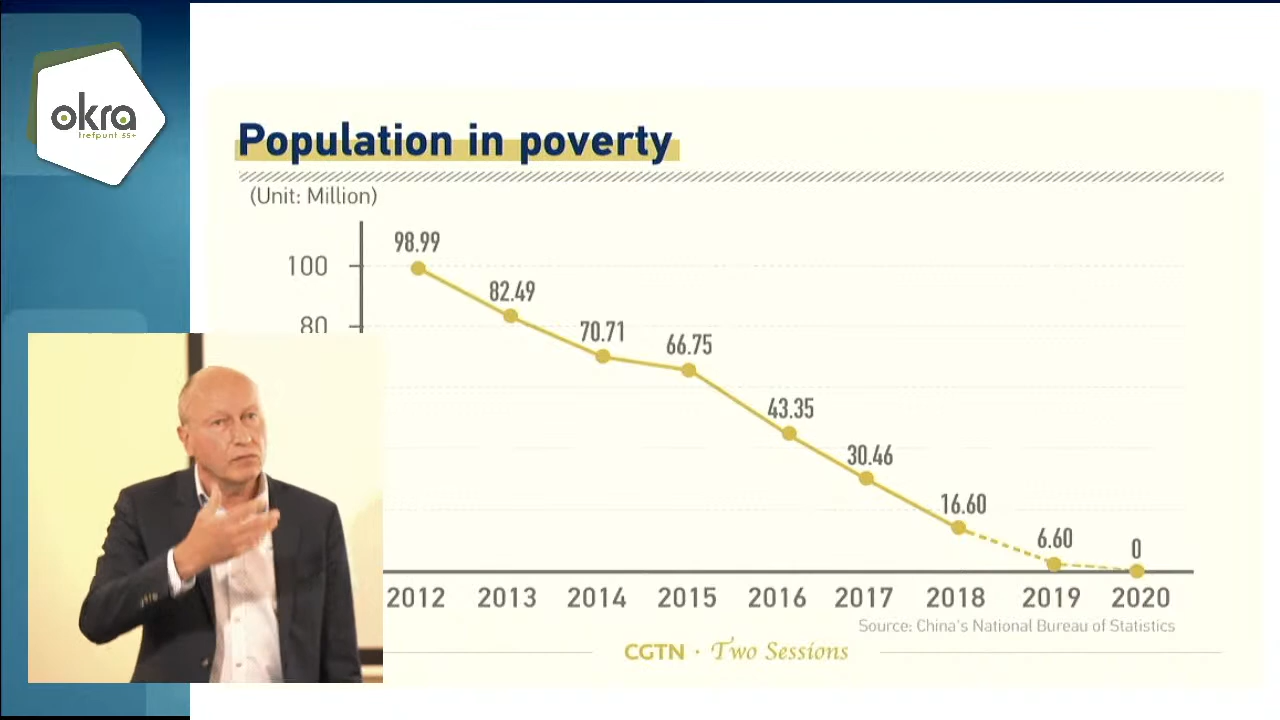 okra
trefpunt 55+
Population in poverty
(Unit: Million)
98.99
100
82.49
80
70.71
66.75
43.35
30.46
16.60
6.60
0
2012 2013 2014 2015 2016 2017 2018 2019 2020
Source: China's National Bureau of Statistics
CGTN · Two Sessions